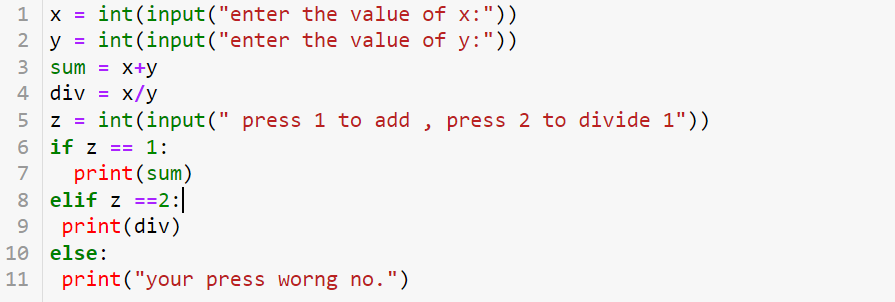 1 x = int(input("enter the value of x:"))
2 y = int(input("enter the value of y:"))
3 sum = x+y
4 div = x/y
5 z = int(input(" press 1 to add , press 2 to divide 1"))
6 if z == 1:
7   print(sum)
8 elif z ==2:
9  print(div)
10 else:
11  print("your press worng no.")